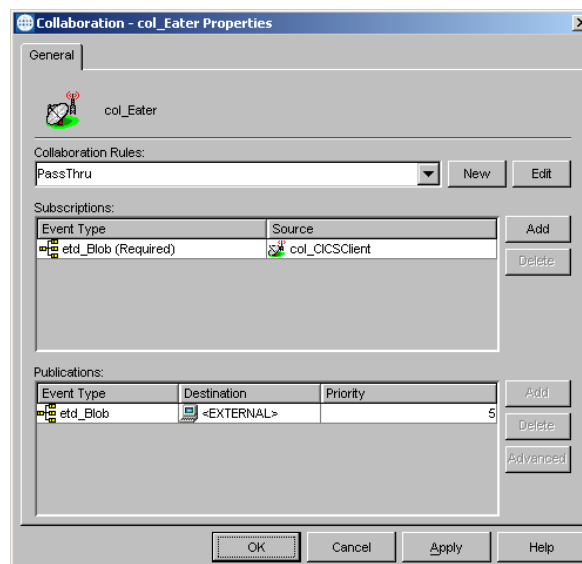 Collaboration - col_Eater Properties
General
col_Eater
Collaboration Rules:
PassThru
New
Edit
Subscriptions:
Event Type Source
etd_Blob (Required) col_CICSClient
Add
Delete
Publications:
Event Type Destination Priority
etd_Blob <EXTERNAL> 5
Add
Delete
Advanced
OK Cancel Apply Help